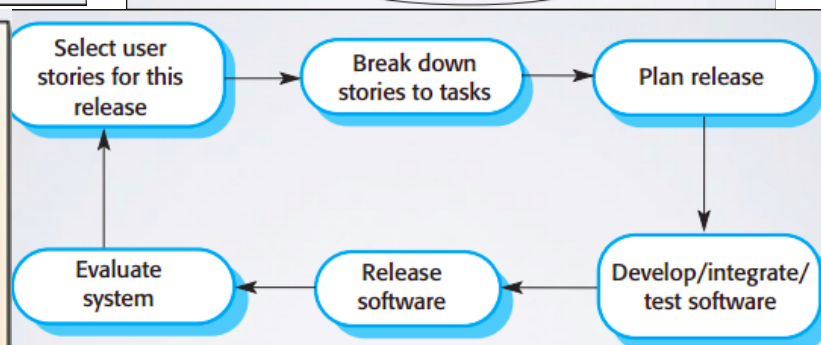 Select user
stories for this
release
Break down
stories to tasks
Plan release
Develop/integrate/
test software
Release
software
Evaluate
system